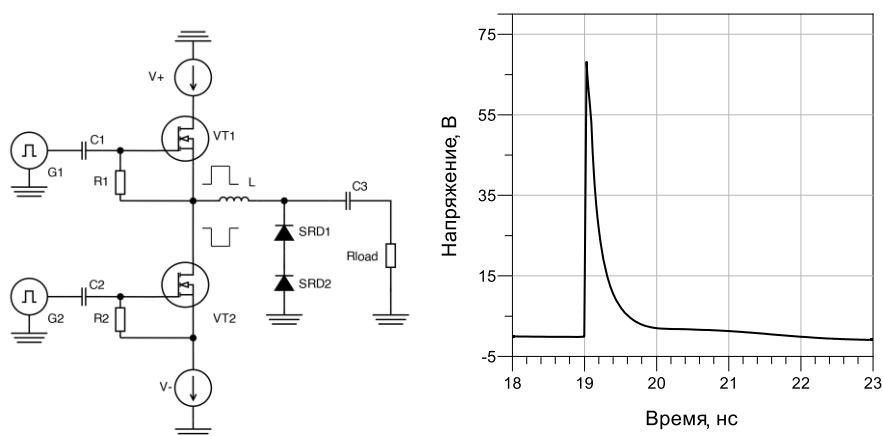 V+
VT1
C1
G1
R1
L
C3
SRD1
Rload
SRD2
C2
G2
R2
VT2
V-
Напряжение, В
75
55
35
15
-5
18 19 20 21 22 23
Время, нс